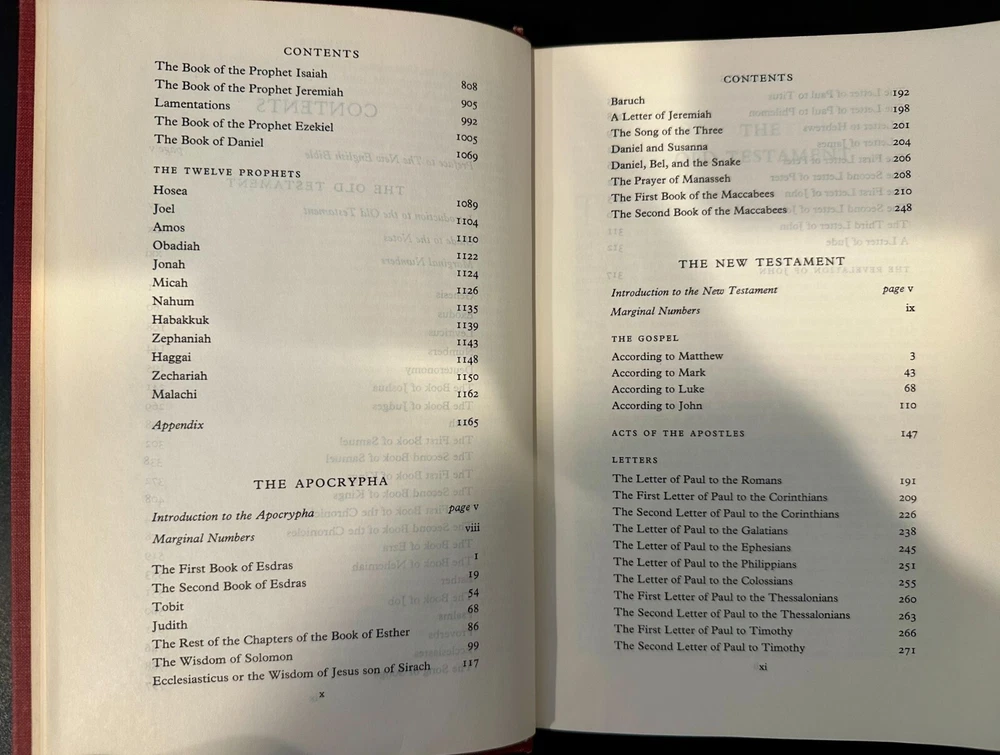 CONTENTS
The Book of the Prophet Isaiah 808
The Book of the Prophet Jeremiah 905
Lamentations 992
The Book of the Prophet Ezekiel 1005
The Book of Daniel 1069
THE TWELVE PROPHETS
Hosea 1089
Joel 1104
Amos 1110
Obadiah 1122
Jonah 1124
Micah 1126
Nahum 1135
Habakkuk 1139
Zephaniah 1143
Haggai 1148
Zechariah 1150
Malachi 1162
Appendix 1165
THE APOCRYPHA
Introduction to the Apocrypha page v
Marginal Numbers viii
The First Book of Esdras 1
The Second Book of Esdras 19
Tobit 54
Judith 68
The Rest of the Chapters of the Book of Esther 86
The Wisdom of Solomon 99
Ecclesiasticus or the Wisdom of Jesus son of Sirach 117
x
CONTENTS
Baruch 192
A Letter of Jeremiah 198
The Song of the Three 201
Daniel and Susanna 204
Daniel, Bel, and the Snake 206
The Prayer of Manasseh 208
The First Book of the Maccabees 210
The Second Book of the Maccabees 248
THE NEW TESTAMENT
Introduction to the New Testament page v
Marginal Numbers ix
THE GOSPEL
According to Matthew 3
According to Mark 43
According to Luke 68
According to John 110
ACTS OF THE APOSTLES 147
LETTERS
The Letter of Paul to the Romans 191
The First Letter of Paul to the Corinthians 209
The Second Letter of Paul to the Corinthians 226
The Letter of Paul to the Galatians 238
The Letter of Paul to the Ephesians 245
The Letter of Paul to the Philippians 251
The Letter of Paul to the Colossians 255
The First Letter of Paul to the Thessalonians 260
The Second Letter of Paul to the Thessalonians 263
The First Letter of Paul to Timothy 266
The Second Letter of Paul to Timothy 271
xi